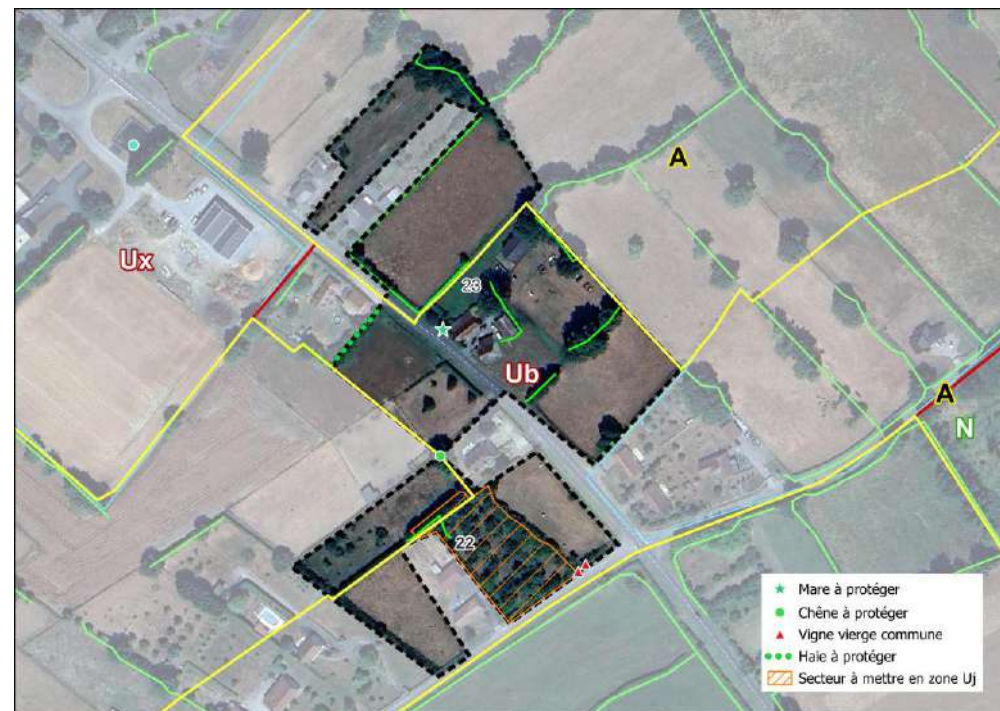 A
Ux
23
Ub
A
N
22
Mare à protéger
Chêne à protéger
Vigne vierge commune
Haie à protéger
Secteur à mettre en zone Uj